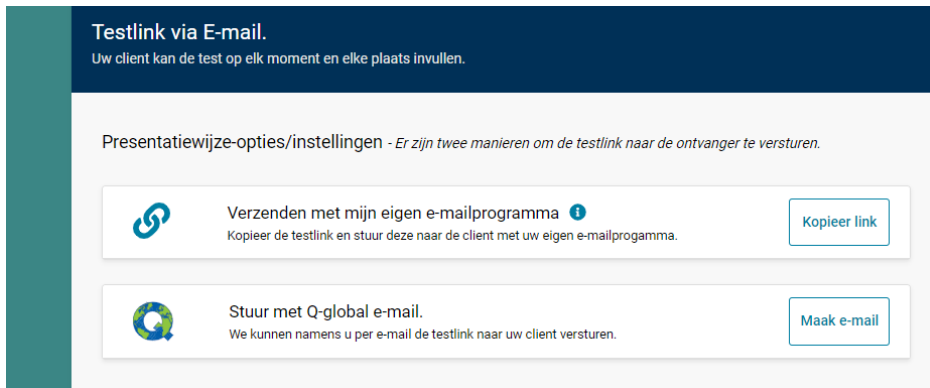 Testlink via E-mail.
Uw client kan de test op elk moment en elke plaats invullen.
Presentatiewijze-opties/instellingen - Er zijn twee manieren om de testlink naar de ontvanger te versturen.
Verzenden met mijn eigen e-mailprogramma
Kopieer de testlink en stuur deze naar de client met uw eigen e-mailprogamma.
Kopieer link
Stuur met Q-global e-mail.
We kunnen namens u per e-mail de testlink naar uw client versturen.
Maak e-mail